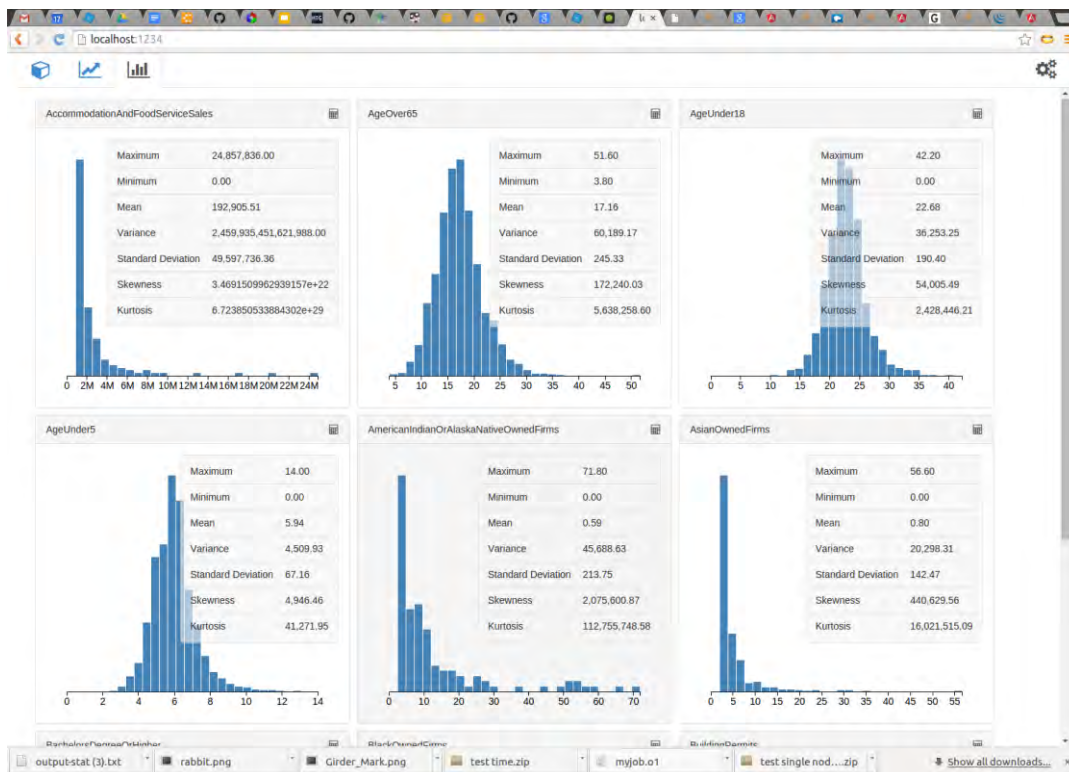 localhost:1234
AccommodationAndFoodServiceSales
Maximum 24,857,836.00
Minimum 0.00
Mean 192,905.51
Variance 2,459,935,451,621,988.00
Standard Deviation 49,597,736.36
Skewness 3.4691509962939157e+22
Kurtosis 6.723850533884302e+29
0 2M 4M 6M 8M 10M 12M 14M 16M 18M 20M 22M 24M
AgeOver65
Maximum 51.60
Minimum 3.80
Mean 17.16
Variance 60,189.17
Standard Deviation 245.33
Skewness 172,240.03
Kurtosis 5,638,258.60
5 10 15 20 25 30 35 40 45 50
AgeUnder18
Maximum 42.20
Minimum 0.00
Mean 22.68
Variance 36,253.25
Standard Deviation 190.40
Skewness 54,005.49
Kurtosis 2,428,446.21
0 5 10 15 20 25 30 35 40
AgeUnder5
Maximum 14.00
Minimum 0.00
Mean 5.94
Variance 4,509.93
Standard Deviation 67.16
Skewness 4,946.46
Kurtosis 41,271.95
0 2 4 6 8 10 12 14
AmericanIndianOrAlaskaNativeOwnedFirms
Maximum 71.80
Minimum 0.00
Mean 0.59
Variance 45,688.63
Standard Deviation 213.75
Skewness 2,075,600.87
Kurtosis 112,755,748.58
0 10 20 30 40 50 60 70
AsianOwnedFirms
Maximum 56.60
Minimum 0.00
Mean 0.80
Variance 20,298.31
Standard Deviation 142.47
Skewness 440,629.56
Kurtosis 16,021,515.09
0 5 10 15 20 25 30 35 40 45 50 55
BachelorsDegreeOrHigher
BlackOwnedFirms
BuildingPermits
output-stat (3).txt
rabbit.png
Girder_Mark.png
test time.zip
myjob.o1
test single nod....zip
Show all downloads...